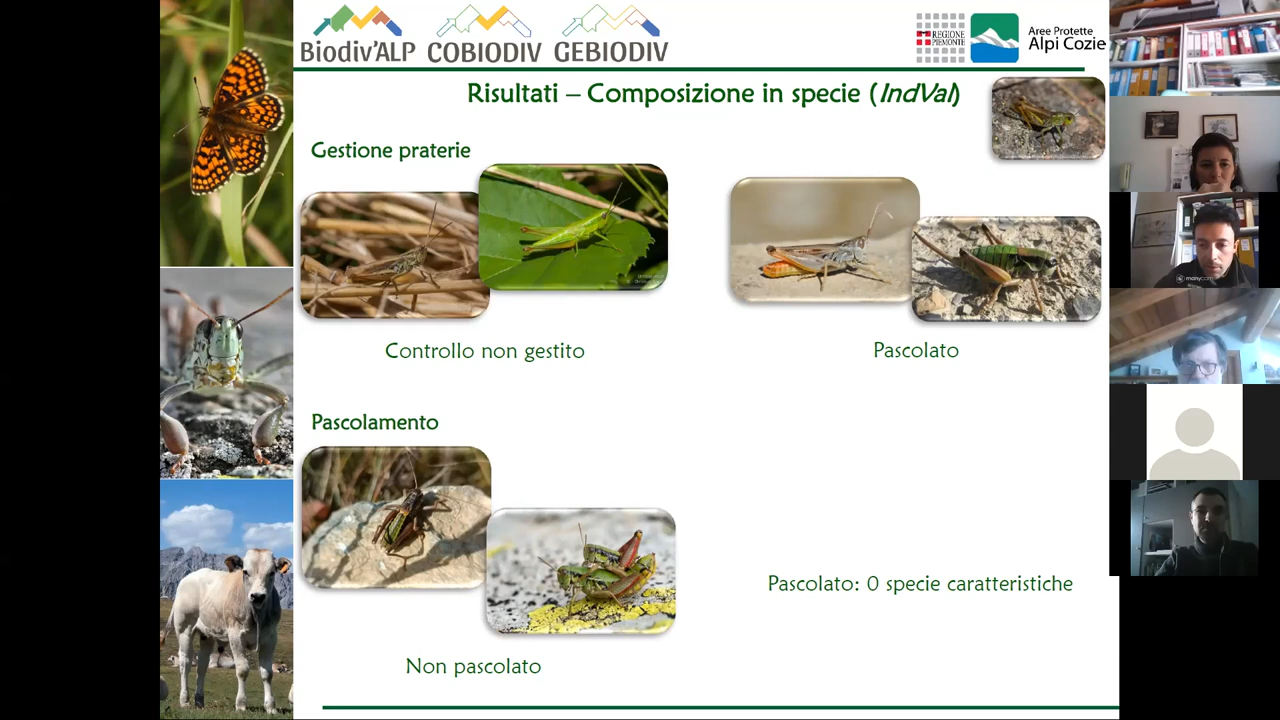 Biodiv'ALP COBIODIV GEBIODIV
REGIONE
PIEMONTE
Aree Protette
Alpi Cozie
Risultati – Composizione in specie (IndVal)
Gestione praterie
Controllo non gestito
Pascolato
Pascolamento
Pascolato: 0 specie caratteristiche
Non pascolato
manycam